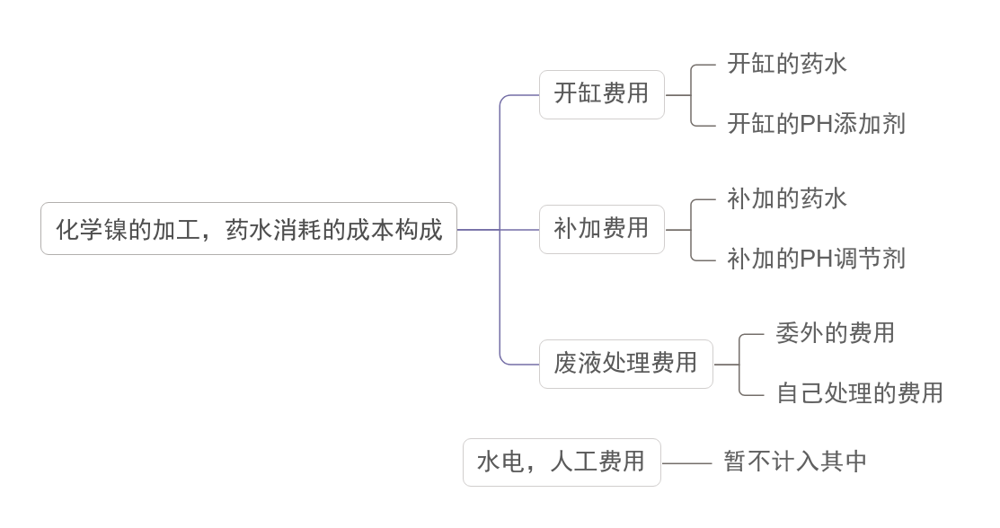 开缸的药水
开缸费用
开缸的PH添加剂
补加的药水
化学镍的加工，药水消耗的成本构成
补加费用
补加的PH调节剂
委外的费用
废液处理费用
自己处理的费用
水电，人工费用
暂不计入其中